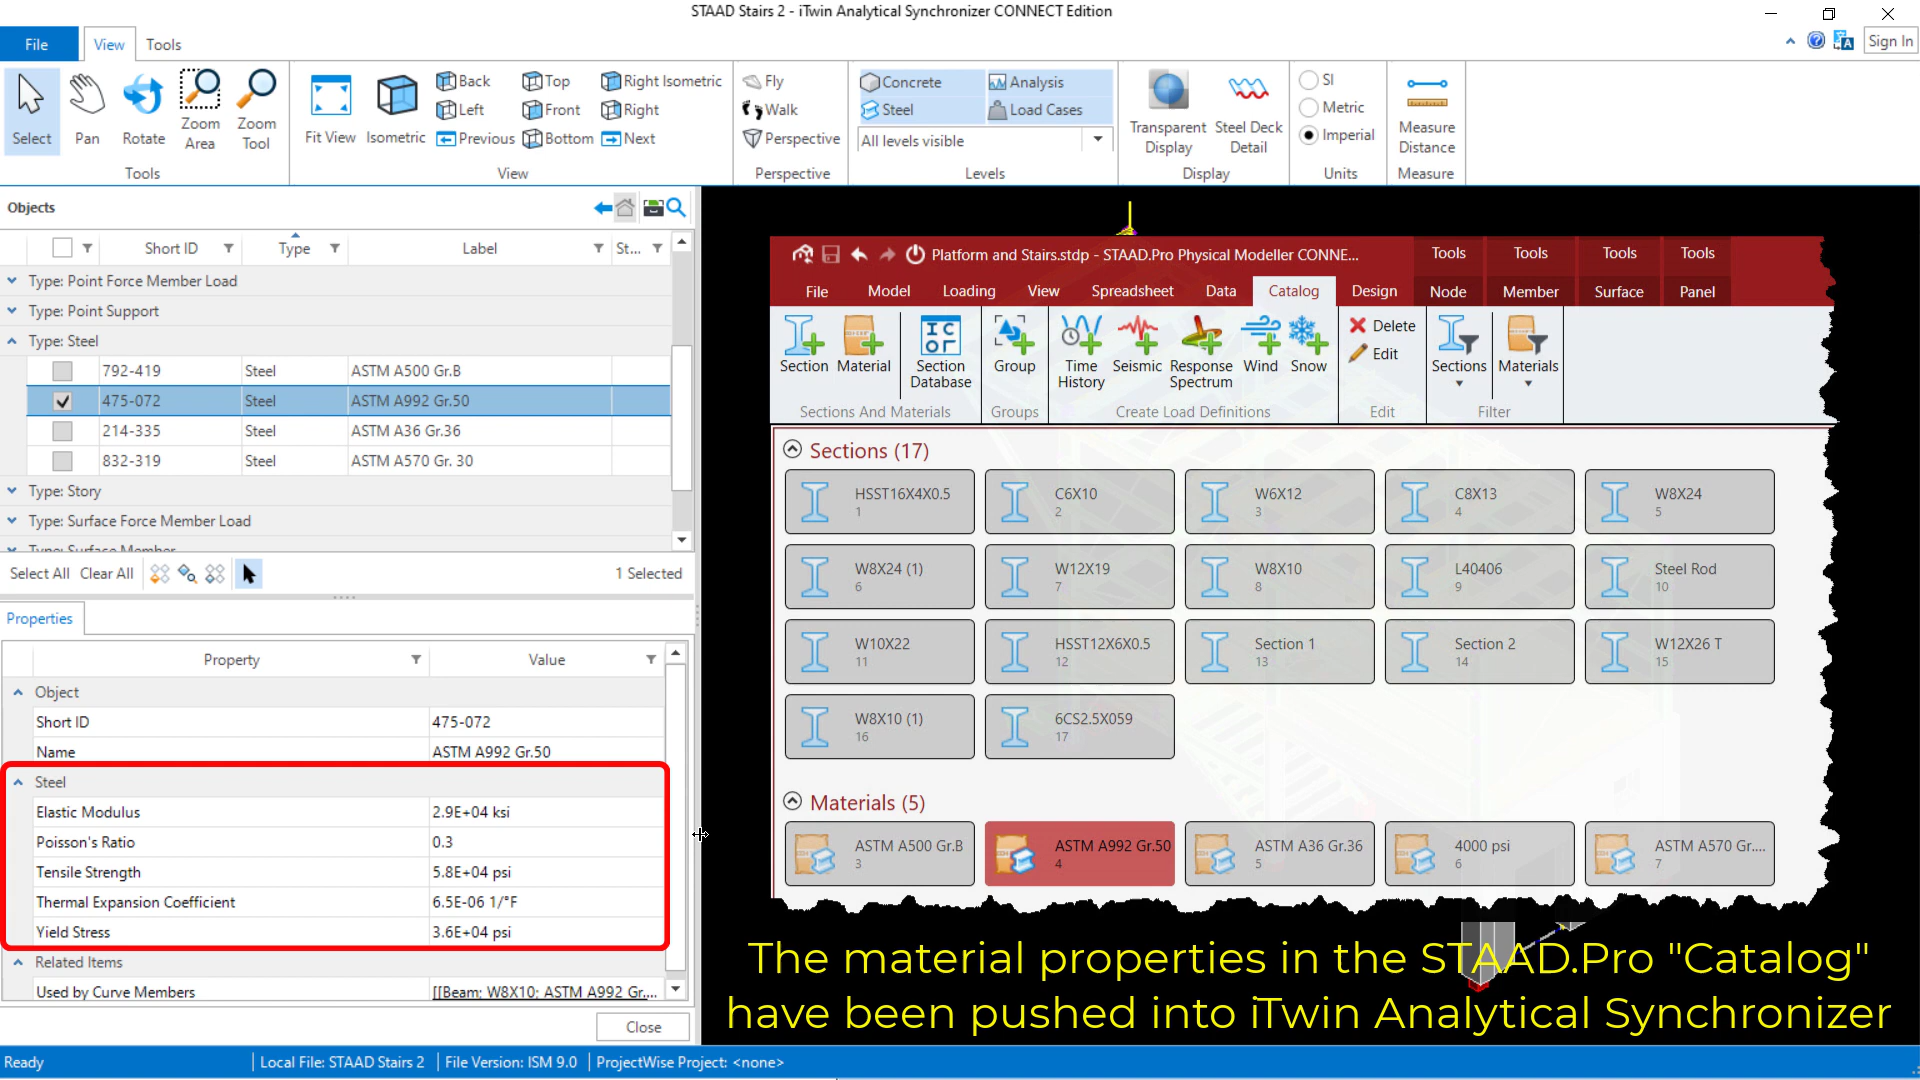 STAAD Stairs 2 - iTwin Analytical Synchronizer CONNECT Edition
File View Tools
Sign In
Select Pan Rotate Zoom Area Zoom Tool
Tools
Fit View Isometric Back Left Previous Top Front Bottom Right Isometric Right Next
View
Fly
Walk
Perspective
Perspective
Concrete Analysis
Steel Load Cases
All levels visible
Levels
Transparent Display Steel Deck Detail
Display
SI
Metric
Imperial
Units
Measure Distance
Measure
Objects
Short ID Type Label St...
Type: Point Force Member Load
Type: Point Support
Type: Steel
792-419 Steel ASTM A500 Gr.B
475-072 Steel ASTM A992 Gr.50
214-335 Steel ASTM A36 Gr.36
832-319 Steel ASTM A570 Gr. 30
Type: Story
Type: Surface Force Member Load
Type: Surface Member
Select All Clear All 1 Selected
Properties
Property Value
Object
Short ID 475-072
Name ASTM A992 Gr.50
Steel
Elastic Modulus 2.9E+04 ksi
Poisson's Ratio 0.3
Tensile Strength 5.8E+04 psi
Thermal Expansion Coefficient 6.5E-06 1/°F
Yield Stress 3.6E+04 psi
Related Items
Used by Curve Members [[Beam; W8X10; ASTM A992 Gr....
Close
Platform and Stairs.stdp - STAAD.Pro Physical Modeller CONNE...
Tools Tools Tools Tools
File Model Loading View Spreadsheet Data Catalog Design Node Member Surface Panel
Section Material Section Database
Sections And Materials
Group
Groups
Time History Seismic Response Spectrum Wind Snow
Create Load Definitions
Delete
Edit
Edit
Sections Materials
Filter
Sections (17)
HSST16X4X0.5 C6X10 W6X12 C8X13 W8X24
1 2 3 4 5
W8X24 (1) W12X19 W8X10 L40406 Steel Rod
6 7 8 9 10
W10X22 HSST12X6X0.5 Section 1 Section 2 W12X26 T
11 12 13 14 15
W8X10 (1) 6CS2.5X059
16 17
Materials (5)
ASTM A500 Gr.B ASTM A992 Gr.50 ASTM A36 Gr.36 4000 psi ASTM A570 Gr....
3 4 5 6 7
The material properties in the STAAD.Pro "Catalog"
have been pushed into iTwin Analytical Synchronizer
Ready Local File: STAAD Stairs 2 File Version: ISM 9.0 ProjectWise Project: <none>